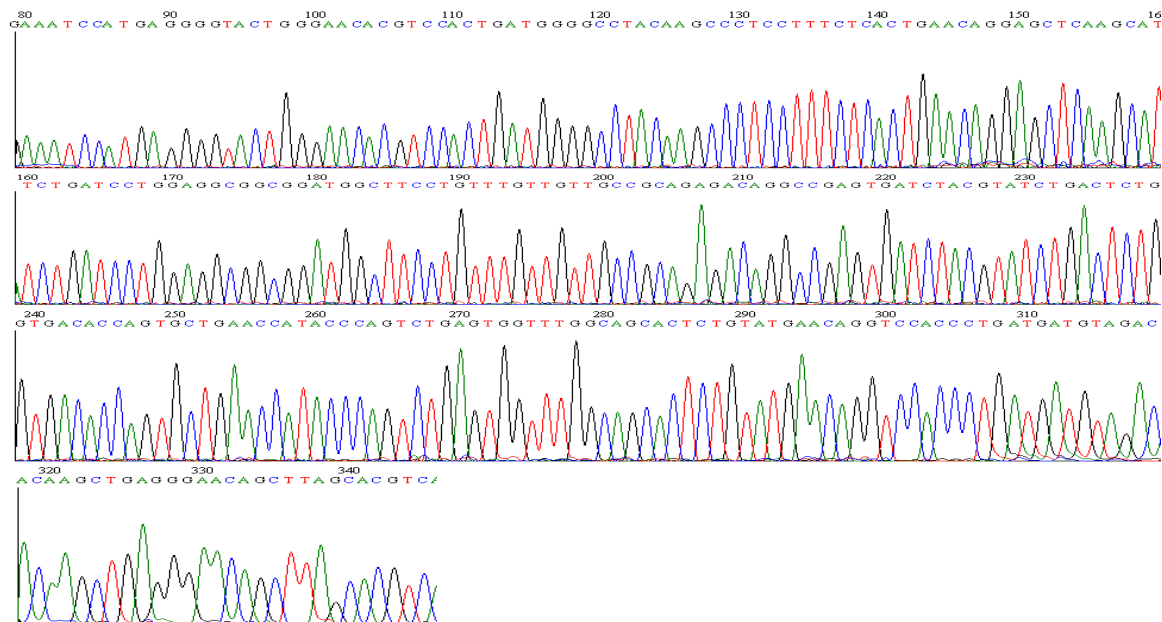 80 90 100 110 120 130 140 150 16
GAAATCCATGAGGGGTACTGGGAACACGTCCACTGATGGGGCCTACAAGCCCTCCTTTCTCACTGAACAGGAGCTCAAGCAT
160 170 180 190 200 210 220 230
TCTGATCCTGGAGGCGGCGGATGGCTTCCTGTTTGTTGTTGCCGCAGAGACAGGCCGAGTGATCTACGTATCTGACTCTG
240 250 260 270 280 290 300 310
GTGACACCAGTGCTGAACCATACCCAGTCTGAGTGGTTTGGCAGCACTCTGTATGAACAGGTCCACCCTGATGATGTAGAC
320 330 340
ACAAGCTGAGGGAACAGCTTAGCACGTCA